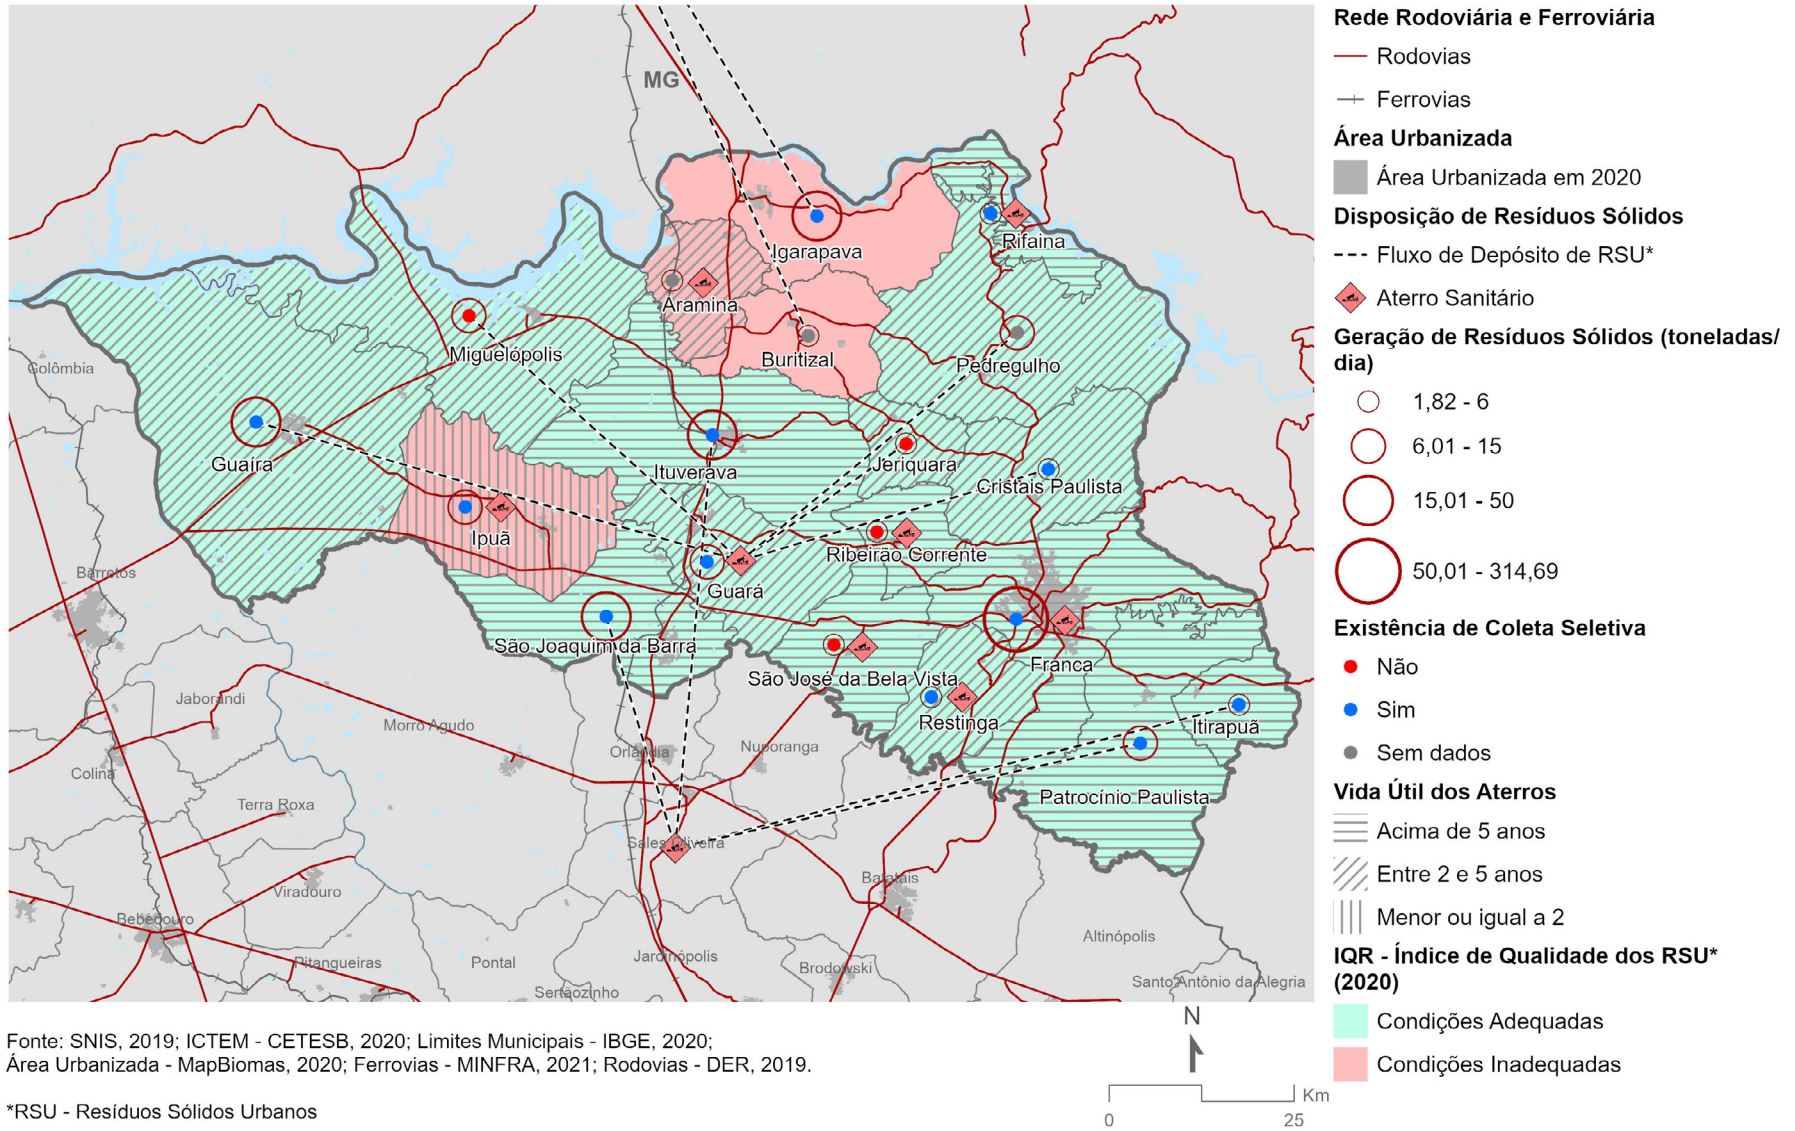 MG
Igarapava
Rifaina
Aramina
Buritizal
Pedregulho
Miguelópolis
Golômbia
Guaíra
Ituverava
Jeriquara
Cristais Paulista
Ipuã
Ribeirão Corrente
Guará
Barretos
São Joaquim da Barra
Franca
São José da Bela Vista
Restinga
Itirapuã
Jaborandi
Morro Agudo
Orlândia
Nuporanga
Colina
Patrocínio Paulista
Terra Roxa
Sales Oliveira
Viradouro
Batatais
Bebedouro
Altinópolis
Pitangueiras
Pontal
Jardinópolis
Brodowski
Sertãozinho
Santo Antônio da Alegria
Rede Rodoviária e Ferroviária
Rodovias
Ferrovias
Área Urbanizada
Área Urbanizada em 2020
Disposição de Resíduos Sólidos
Fluxo de Depósito de RSU*
Aterro Sanitário
Geração de Resíduos Sólidos (toneladas/
dia)
1,82 - 6
6,01 - 15
15,01 - 50
50,01 - 314,69
Existência de Coleta Seletiva
Não
Sim
Sem dados
Vida Útil dos Aterros
Acima de 5 anos
Entre 2 e 5 anos
Menor ou igual a 2
IQR - Índice de Qualidade dos RSU*
(2020)
Condições Adequadas
Condições Inadequadas
N
Km
0 25
Fonte: SNIS, 2019; ICTEM - CETESB, 2020; Limites Municipais - IBGE, 2020;
Área Urbanizada - MapBiomas, 2020; Ferrovias - MINFRA, 2021; Rodovias - DER, 2019.
*RSU - Resíduos Sólidos Urbanos